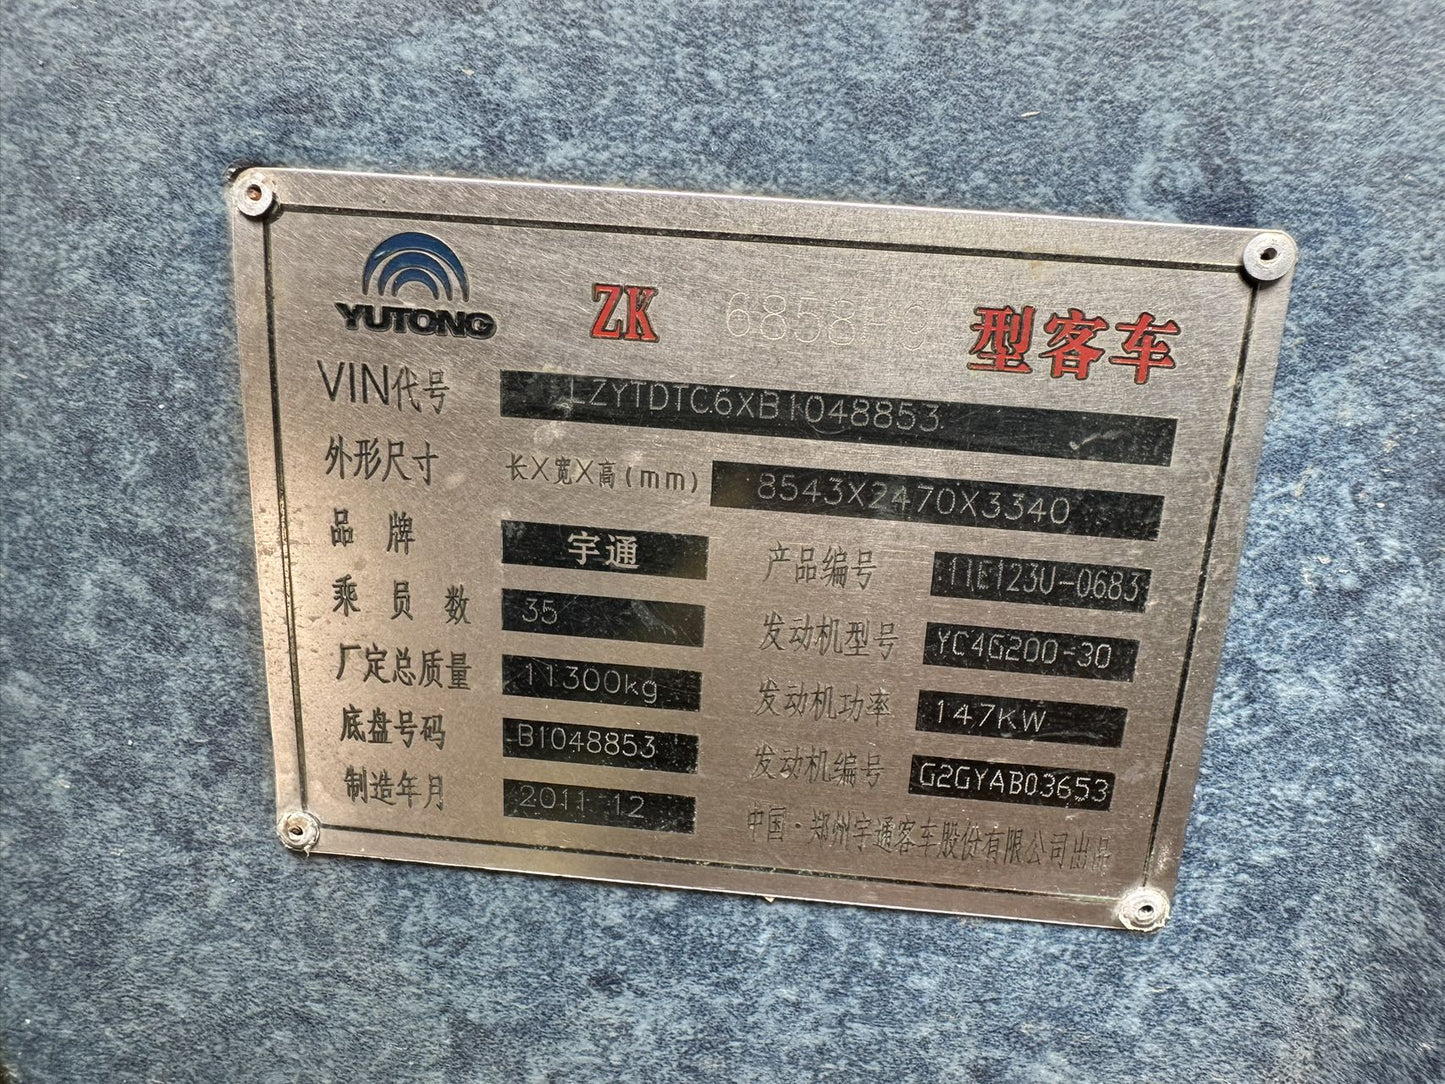 YUTONG
ZK 6858 型客车
VIN代号 LZYTDTC6XB1048853
外形尺寸 长X宽X高(mm) 8543X2470X3340
品牌 宇通 产品编号 11E123U-0683
乘员数 35 发动机型号 YC4G200-30
厂定总质量 11300kg 发动机功率 147KW
底盘号码 B1048853 发动机编号 G2GYAB03653
制造年月 2011-12 中国·郑州宇通客车股份有限公司出品